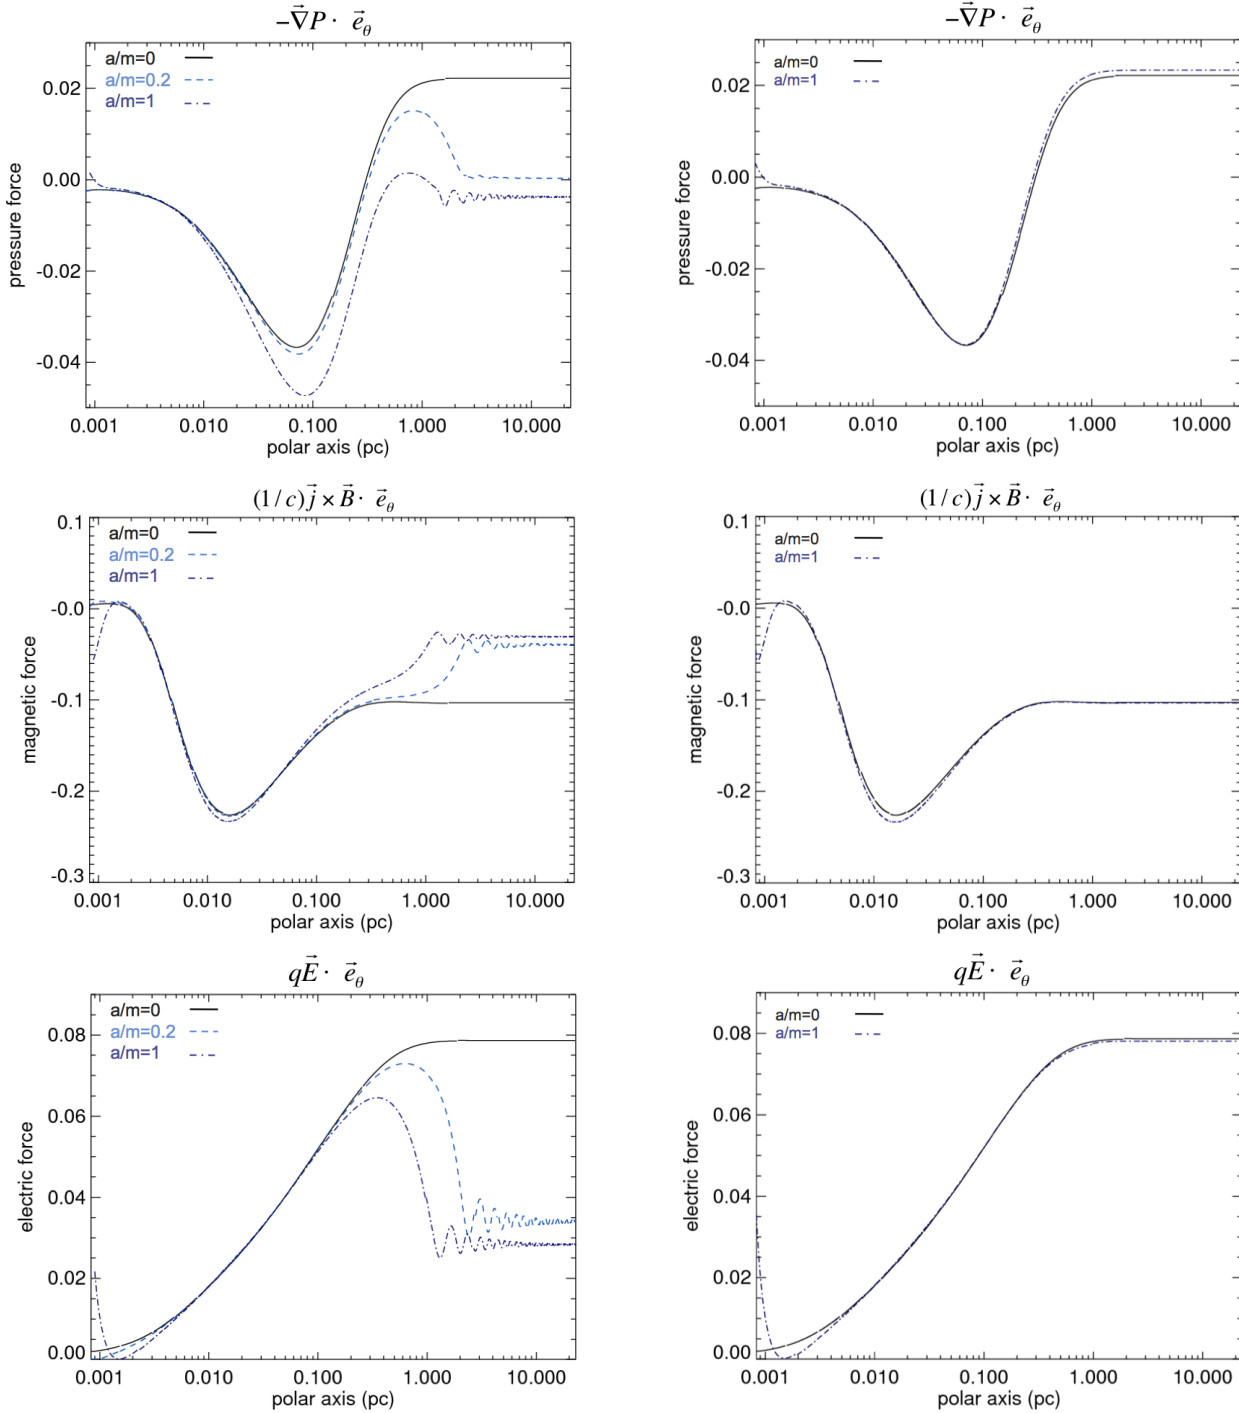 −∇⃗P · e⃗_θ
a/m=0
a/m=0.2
a/m=1
0.02
0.00
-0.02
-0.04
pressure force
0.001 0.010 0.100 1.000 10.000
polar axis (pc)
−∇⃗P · e⃗_θ
a/m=0
a/m=1
0.02
0.00
-0.02
-0.04
pressure force
0.001 0.010 0.100 1.000 10.000
polar axis (pc)
(1/c) j⃗ × B⃗ · e⃗_θ
a/m=0
a/m=0.2
a/m=1
0.1
-0.0
-0.1
-0.2
-0.3
magnetic force
0.001 0.010 0.100 1.000 10.000
polar axis (pc)
(1/c) j⃗ × B⃗ · e⃗_θ
a/m=0
a/m=1
0.1
-0.0
-0.1
-0.2
-0.3
magnetic force
0.001 0.010 0.100 1.000 10.000
polar axis (pc)
qE⃗ · e⃗_θ
a/m=0
a/m=0.2
a/m=1
0.08
0.06
0.04
0.02
0.00
electric force
0.001 0.010 0.100 1.000 10.000
polar axis (pc)
qE⃗ · e⃗_θ
a/m=0
a/m=1
0.08
0.06
0.04
0.02
0.00
electric force
0.001 0.010 0.100 1.000 10.000
polar axis (pc)